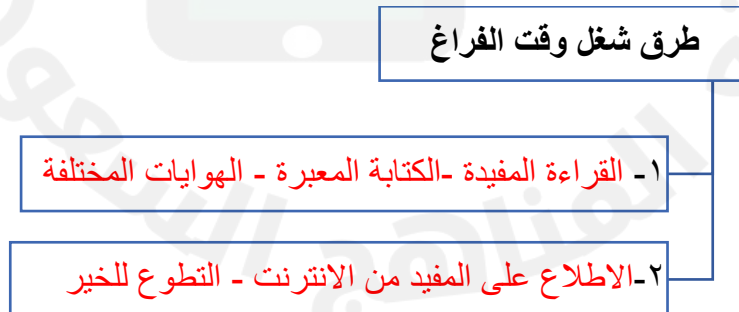 طرق شغل وقت الفراغ
١- القراءة المفيدة -الكتابة المعبرة - الهوايات المختلفة
٢-الاطلاع على المفيد من الانترنت - التطوع للخير